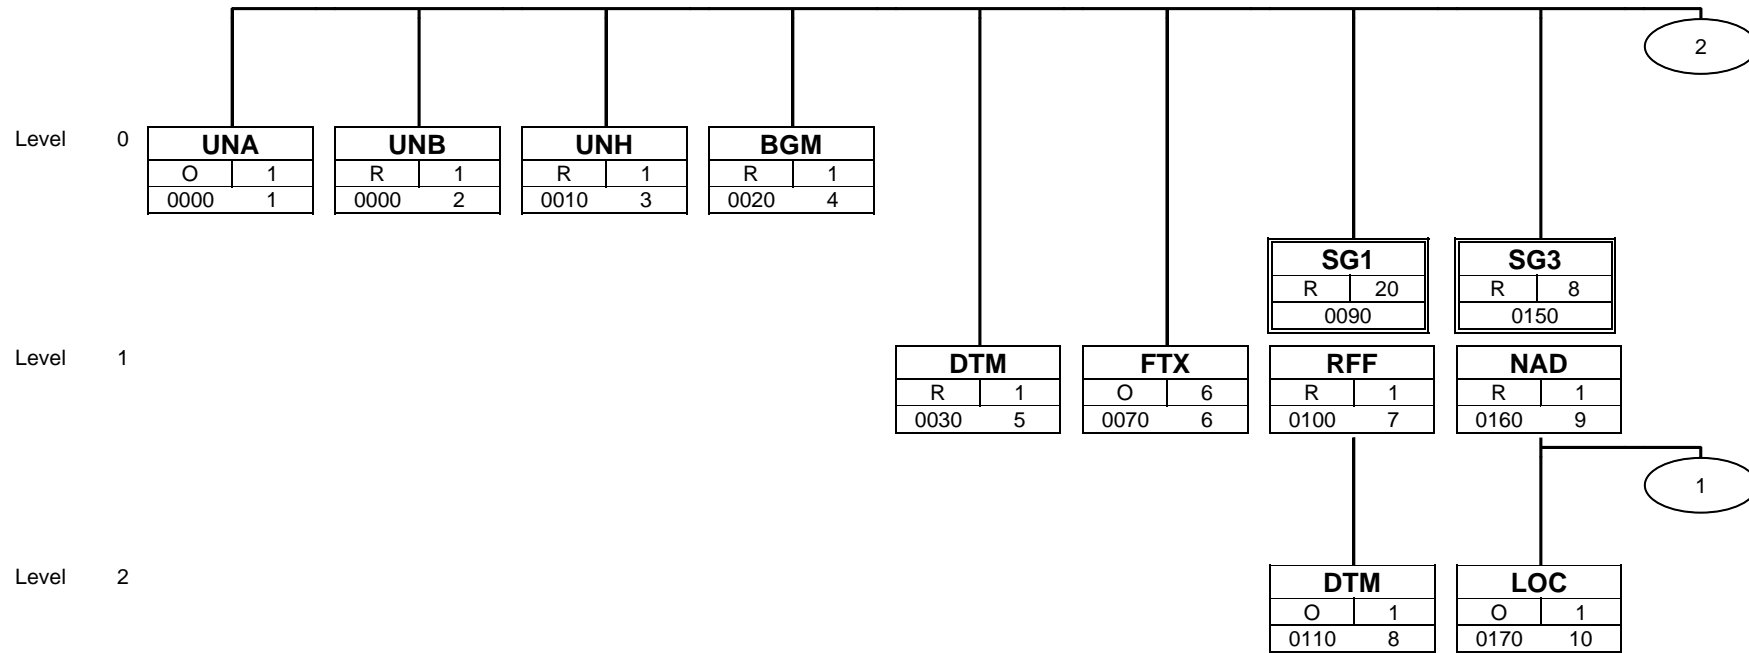 2
Level 0 UNA UNB UNH BGM
O 1 R 1 R 1 R 1
0000 1 0000 2 0010 3 0020 4
SG1 SG3
R 20 R 8
0090 0150
Level 1 DTM FTX RFF NAD
R 1 O 6 R 1 R 1
0030 5 0070 6 0100 7 0160 9
1
Level 2 DTM LOC
O 1 O 1
0110 8 0170 10